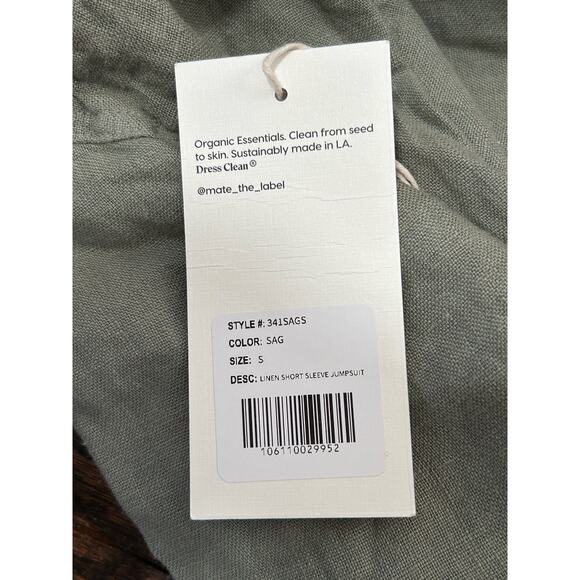 Organic Essentials. Clean from seed
to skin. Sustainably made in LA.
Dress Clean®
@mate_the_label
STYLE #: 341SAGS
COLOR: SAG
SIZE: S
DESC: LINEN SHORT SLEEVE JUMPSUIT
106110029952